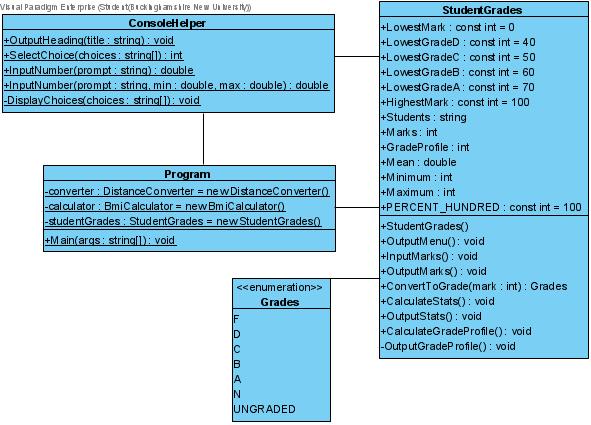 Visual Paradigm Enterprise (Student(Buckinghamshire New University))
ConsoleHelper
+OutputHeading(title : string) : void
+SelectChoice(choices : string[]) : int
+InputNumber(prompt : string) : double
+InputNumber(prompt : string, min : double, max : double) : double
-DisplayChoices(choices : string[]) : void
StudentGrades
+LowestMark : const int = 0
+LowestGradeD : const int = 40
+LowestGradeC : const int = 50
+LowestGradeB : const int = 60
+LowestGradeA : const int = 70
+HighestMark : const int = 100
+Students : string
+Marks : int
+GradeProfile : int
+Mean : double
+Minimum : int
+Maximum : int
+PERCENT_HUNDRED : const int = 100
+StudentGrades()
+OutputMenu() : void
+InputMarks() : void
+OutputMarks() : void
+ConvertToGrade(mark : int) : Grades
+CalculateStats() : void
+OutputStats() : void
+CalculateGradeProfile() : void
-OutputGradeProfile() : void
Program
-converter : DistanceConverter = newDistanceConverter()
-calculator : BmiCalculator = newBmiCalculator()
-studentGrades : StudentGrades = newStudentGrades()
+Main(args : string[]) : void
<<enumeration>>
Grades
F
D
C
B
A
N
UNGRADED